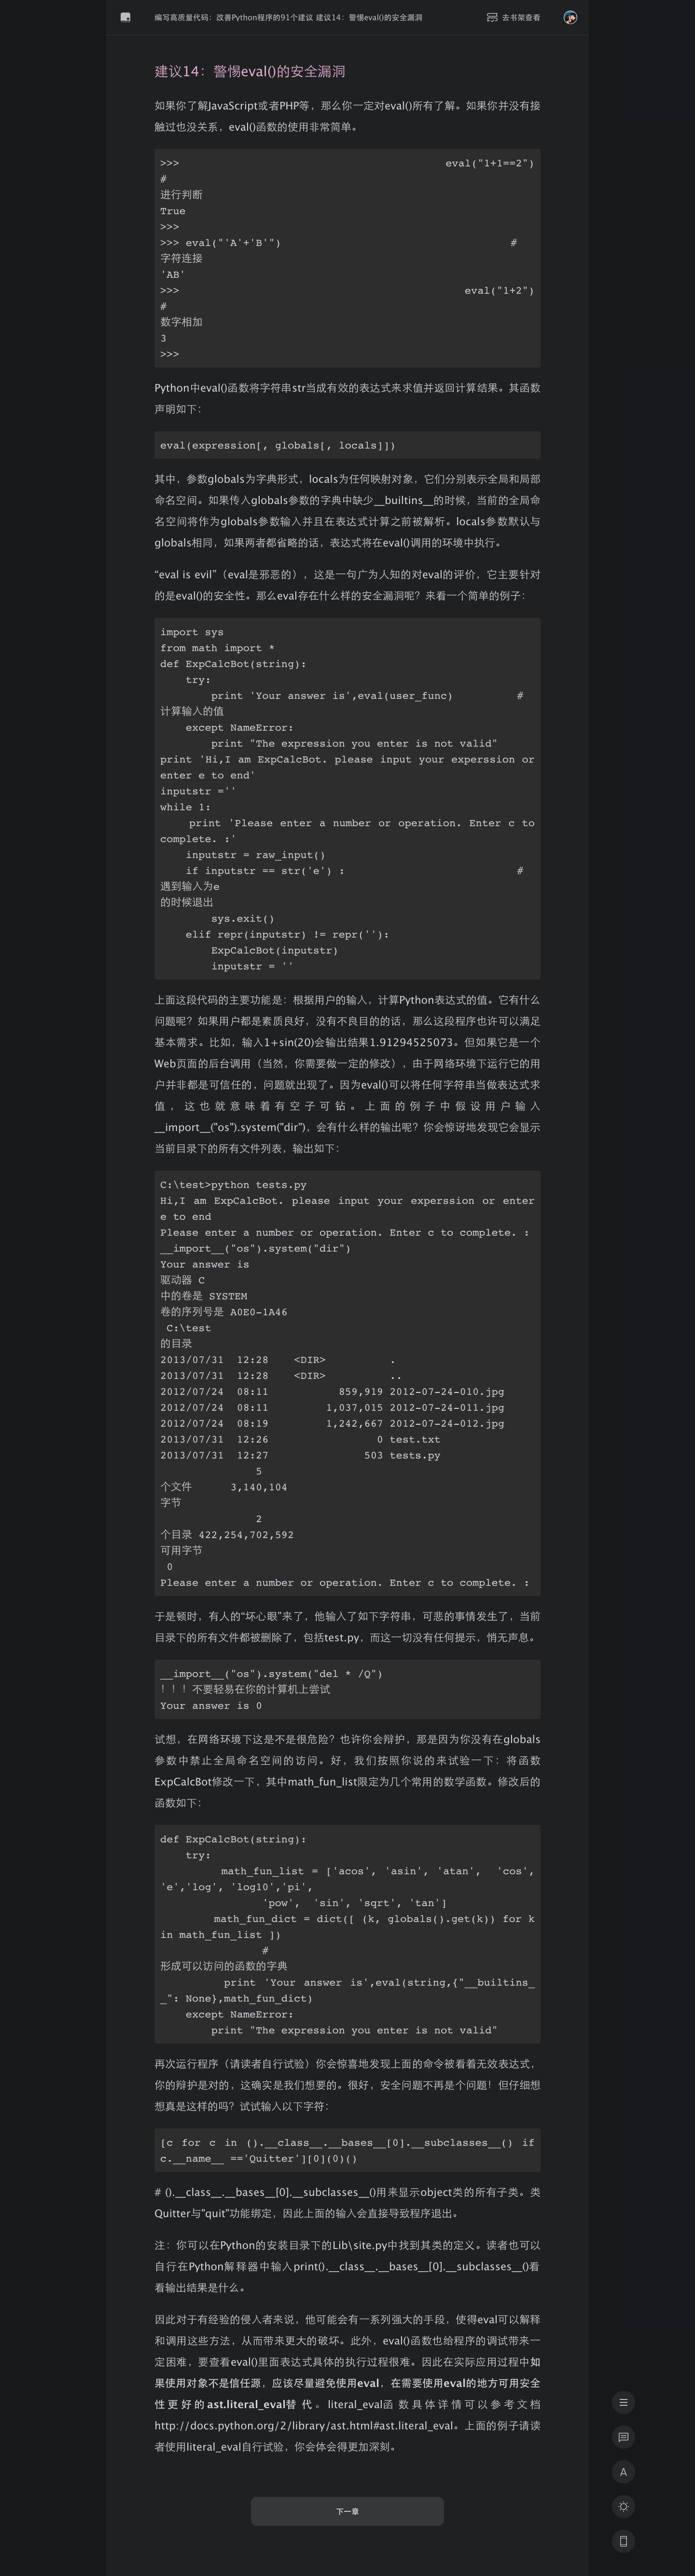 编写高质量代码：改善Python程序的91个建议 建议14：警惕eval()的安全漏洞
去书架查看
建议14：警惕eval()的安全漏洞
如果你了解JavaScript或者PHP等，那么你一定对eval()所有了解。如果你并没有接
触过也没关系，eval()函数的使用非常简单。
>>> eval("1+1==2")
#
进行判断
True
>>>
>>> eval("'A'+'B'") #
字符连接
'AB'
>>> eval("1+2")
#
数字相加
3
>>>
Python中eval()函数将字符串str当成有效的表达式来求值并返回计算结果。其函数
声明如下：
eval(expression[, globals[, locals]])
其中，参数globals为字典形式，locals为任何映射对象，它们分别表示全局和局部
命名空间。如果传入globals参数的字典中缺少__builtins__的时候，当前的全局命
名空间将作为globals参数输入并且在表达式计算之前被解析。locals参数默认与
globals相同，如果两者都省略的话，表达式将在eval()调用的环境中执行。
“eval is evil”（eval是邪恶的），这是一句广为人知的对eval的评价，它主要针对
的是eval()的安全性。那么eval存在什么样的安全漏洞呢？来看一个简单的例子：
import sys
from math import *
def ExpCalcBot(string):
    try:
        print 'Your answer is',eval(user_func) #
计算输入的值
    except NameError:
        print "The expression you enter is not valid"
print 'Hi,I am ExpCalcBot. please input your experssion or
enter e to end'
inputstr =''
while 1:
    print 'Please enter a number or operation. Enter c to
complete. :'
    inputstr = raw_input()
    if inputstr == str('e') : #
遇到输入为e
的时候退出
        sys.exit()
    elif repr(inputstr) != repr(''):
        ExpCalcBot(inputstr)
        inputstr = ''
上面这段代码的主要功能是：根据用户的输入，计算Python表达式的值。它有什么
问题呢？如果用户都是素质良好，没有不良目的的话，那么这段程序也许可以满足
基本需求。比如，输入1+sin(20)会输出结果1.91294525073。但如果它是一个
Web页面的后台调用（当然，你需要做一定的修改），由于网络环境下运行它的用
户并非都是可信任的，问题就出现了。因为eval()可以将任何字符串当做表达式求
值，这也就意味着有空子可钻。上面的例子中假设用户输入
__import__("os").system("dir")，会有什么样的输出呢？你会惊讶地发现它会显示
当前目录下的所有文件列表，输出如下：
C:\test>python tests.py
Hi,I am ExpCalcBot. please input your experssion or enter
e to end
Please enter a number or operation. Enter c to complete. :
__import__("os").system("dir")
Your answer is
驱动器 C
中的卷是 SYSTEM
卷的序列号是 A0E0-1A46
 C:\test
的目录
2013/07/31  12:28    <DIR>          .
2013/07/31  12:28    <DIR>          ..
2012/07/24  08:11           859,919 2012-07-24-010.jpg
2012/07/24  08:11         1,037,015 2012-07-24-011.jpg
2012/07/24  08:19         1,242,667 2012-07-24-012.jpg
2013/07/31  12:26                 0 test.txt
2013/07/31  12:27               503 tests.py
               5
个文件      3,140,104
字节
               2
个目录 422,254,702,592
可用字节
 0
Please enter a number or operation. Enter c to complete. :
于是顿时，有人的“坏心眼”来了，他输入了如下字符串，可悲的事情发生了，当前
目录下的所有文件都被删除了，包括test.py，而这一切没有任何提示，悄无声息。
__import__("os").system("del * /Q")
！！！不要轻易在你的计算机上尝试
Your answer is 0
试想，在网络环境下这是不是很危险？也许你会辩护，那是因为你没有在globals
参数中禁止全局命名空间的访问。好，我们按照你说的来试验一下：将函数
ExpCalcBot修改一下，其中math_fun_list限定为几个常用的数学函数。修改后的
函数如下：
def ExpCalcBot(string):
    try:
        math_fun_list = ['acos', 'asin', 'atan', 'cos',
'e','log', 'log10','pi',
                'pow', 'sin', 'sqrt', 'tan']
        math_fun_dict = dict([ (k, globals().get(k)) for k
in math_fun_list ])
                #
形成可以访问的函数的字典
        print 'Your answer is',eval(string,{"__builtins_
_": None},math_fun_dict)
    except NameError:
        print "The expression you enter is not valid"
再次运行程序（请读者自行试验）你会惊喜地发现上面的命令被看着无效表达式，
你的辩护是对的，这确实是我们想要的。很好，安全问题不再是个问题！但仔细想
想真是这样的吗？试试输入以下字符：
[c for c in ().__class__.__bases__[0].__subclasses__() if
c.__name__ =='Quitter'][0](0)()
# ().__class__.__bases__[0].__subclasses__()用来显示object类的所有子类。类
Quitter与"quit"功能绑定，因此上面的输入会直接导致程序退出。
注：你可以在Python的安装目录下的Lib\site.py中找到其类的定义。读者也可以
自行在Python解释器中输入print().__class__.__bases__[0].__subclasses__()看
看输出结果是什么。
因此对于有经验的侵入者来说，他可能会有一系列强大的手段，使得eval可以解释
和调用这些方法，从而带来更大的破坏。此外，eval()函数也给程序的调试带来一
定困难，要查看eval()里面表达式具体的执行过程很难。因此在实际应用过程中如
果使用对象不是信任源，应该尽量避免使用eval，在需要使用eval的地方可用安全
性更好的ast.literal_eval替代。literal_eval函数具体详情可以参考文档
http://docs.python.org/2/library/ast.html#ast.literal_eval。上面的例子请读
者使用literal_eval自行试验，你会体会得更加深刻。
下一章
A